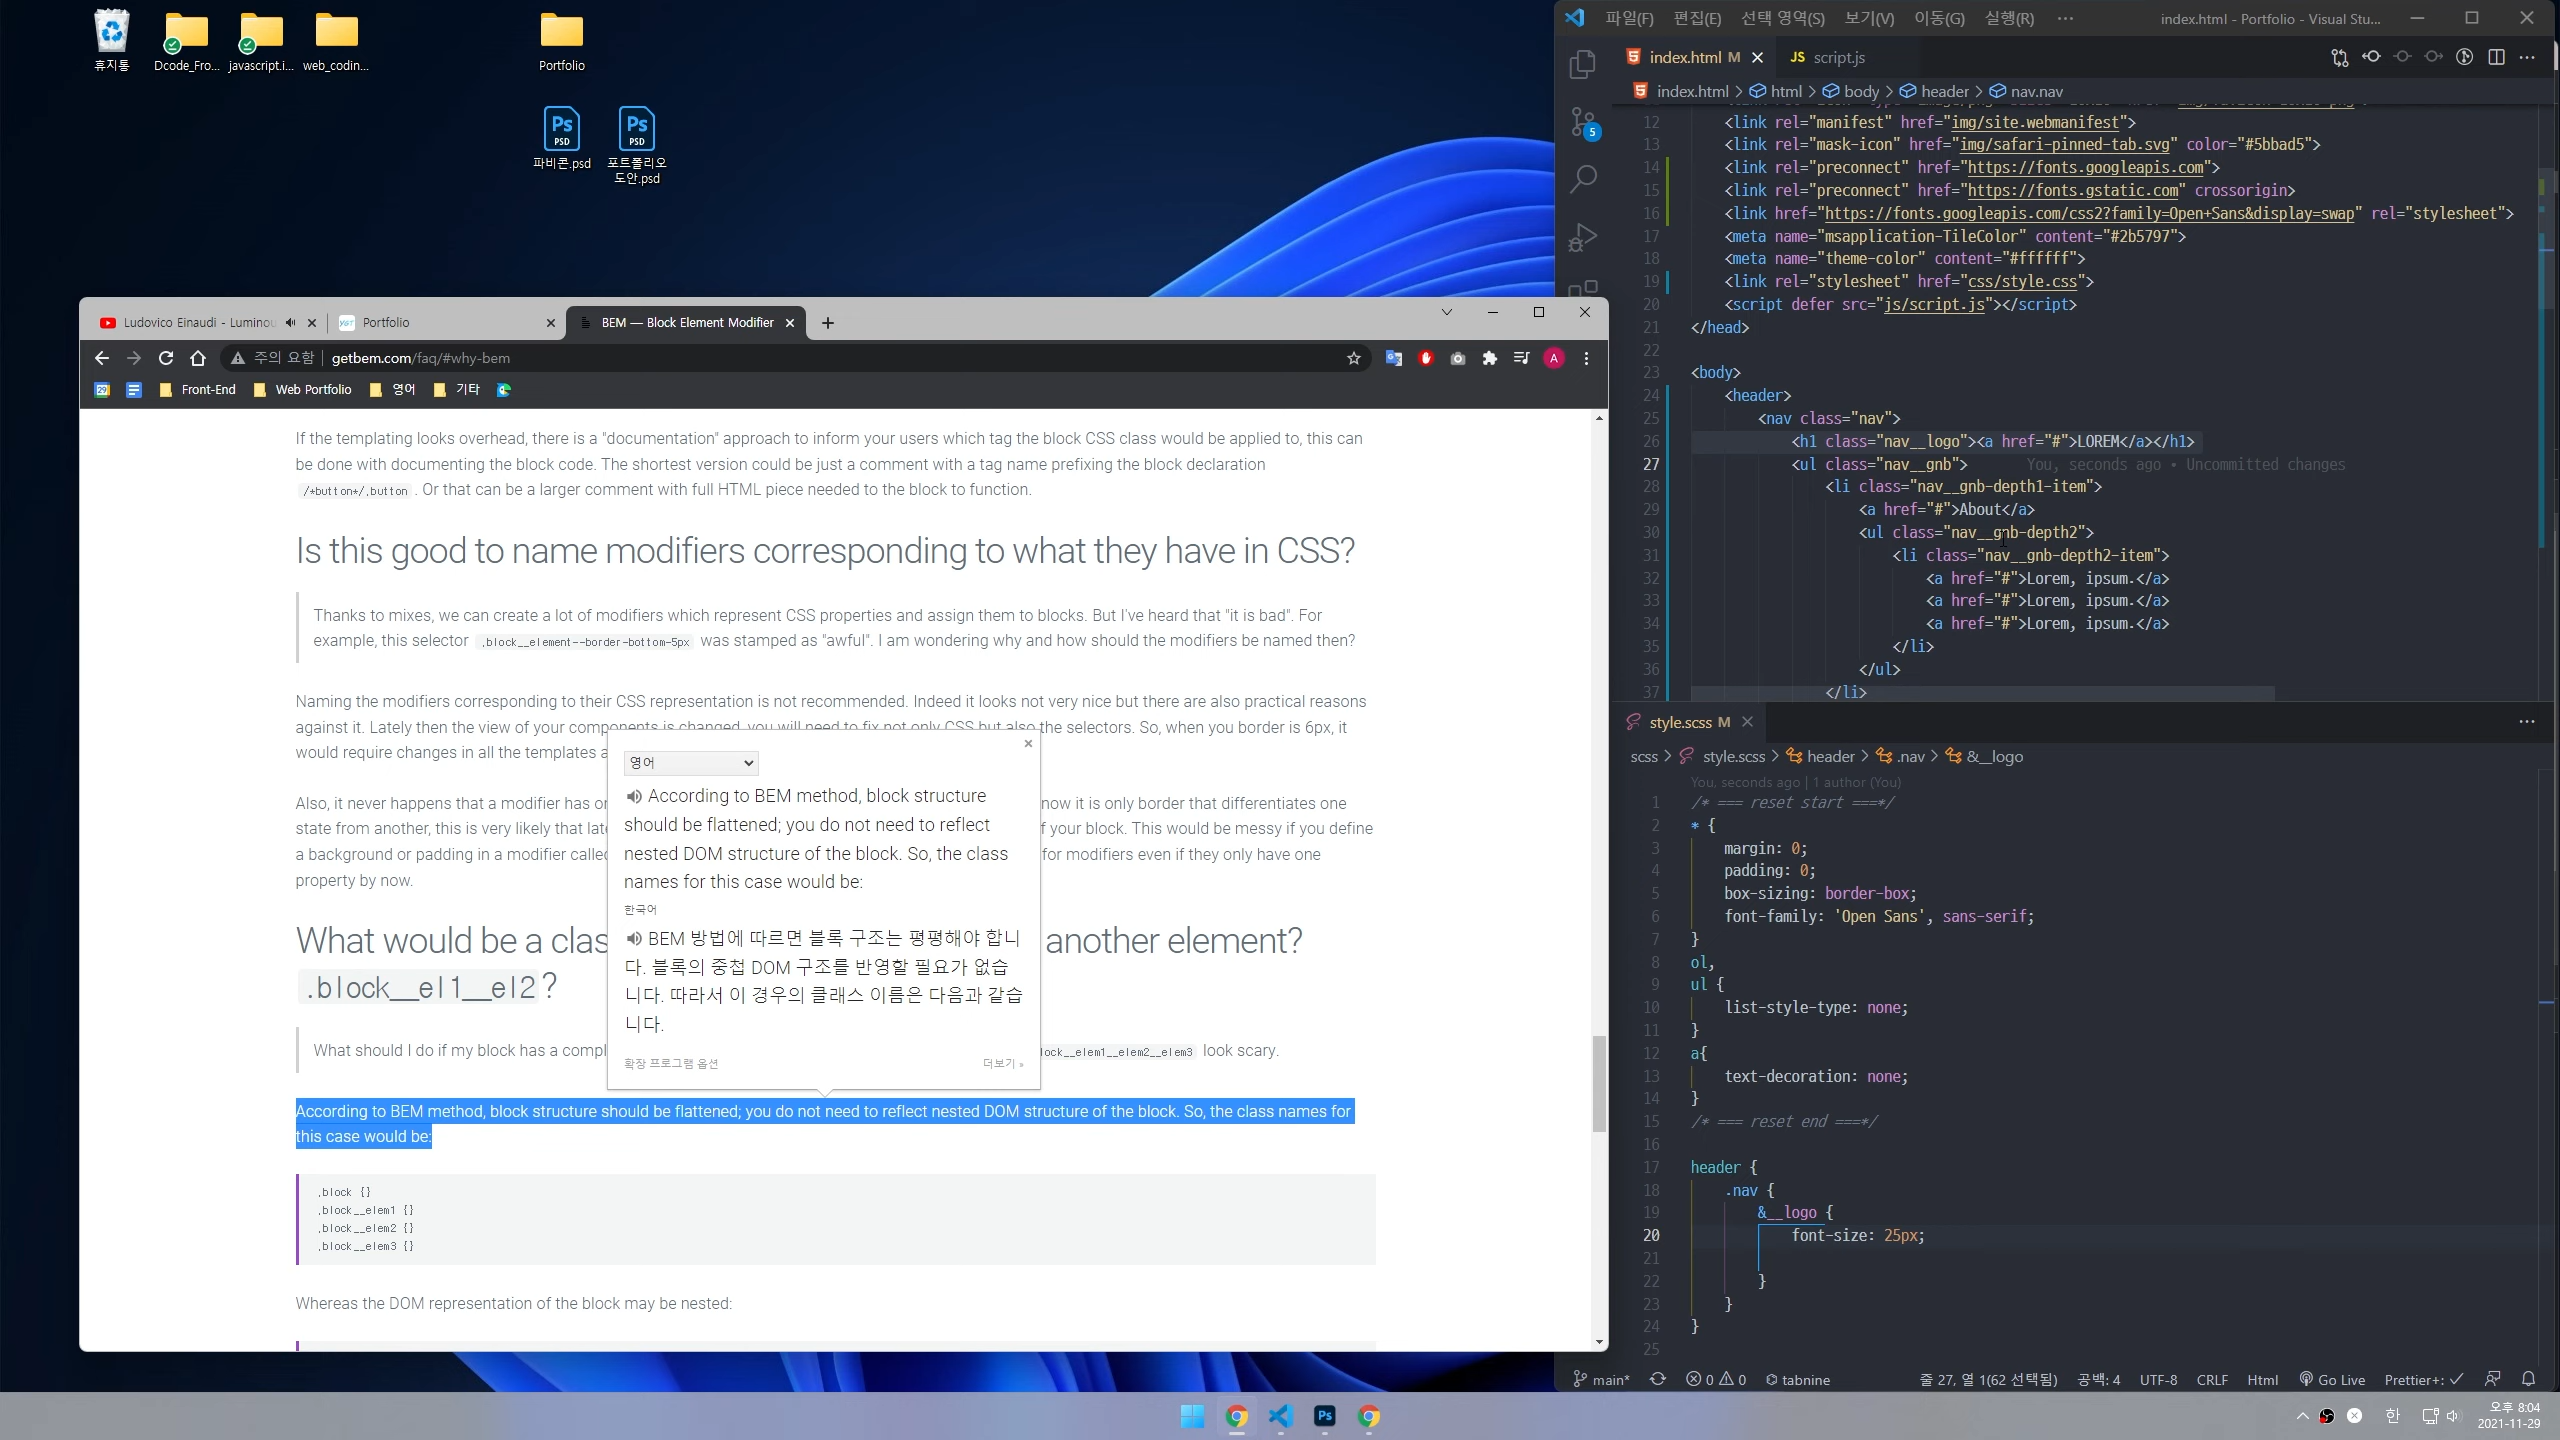 휴지통
Dcode_Fro...
javascript.i...
web_codin...
Portfolio
파비콘.psd
포트폴리오
도안.psd
Ludovico Einaudi - Luminou
Portfolio
BEM — Block Element Modifier
주의 요함
getbem.com/faq/#why-bem
Front-End
Web Portfolio
영어
기타
If the templating looks overhead, there is a "documentation" approach to inform your users which tag the block CSS class would be applied to, this can
be done with documenting the block code. The shortest version could be just a comment with a tag name prefixing the block declaration
/*button*/.button . Or that can be a larger comment with full HTML piece needed to the block to function.
Is this good to name modifiers corresponding to what they have in CSS?
Thanks to mixes, we can create a lot of modifiers which represent CSS properties and assign them to blocks. But I've heard that "it is bad". For
example, this selector .block__element--border-bottom-5px was stamped as "awful". I am wondering why and how should the modifiers be named then?
Naming the modifiers corresponding to their CSS representation is not recommended. Indeed it looks not very nice but there are also practical reasons
against it. Lately then the view of your components is changed, you will need to fix not only CSS but also the selectors. So, when you border is 6px, it
would require changes in all the templates a
Also, it never happens that a modifier has or
now it is only border that differentiates one
state from another, this is very likely that late
f your block. This would be messy if you define
a background or padding in a modifier calle
for modifiers even if they only have one
property by now.
What would be a clas
another element?
.block__el1__el2?
What should I do if my block has a compl
lock__elem1__elem2__elem3 look scary.
영어
According to BEM method, block structure
should be flattened; you do not need to reflect
nested DOM structure of the block. So, the class
names for this case would be:
한국어
BEM 방법에 따르면 블록 구조는 평평해야 합니
다. 블록의 중첩 DOM 구조를 반영할 필요가 없습
니다. 따라서 이 경우의 클래스 이름은 다음과 같습
니다.
확장 프로그램 옵션
더보기 »
According to BEM method, block structure should be flattened; you do not need to reflect nested DOM structure of the block. So, the class names for
this case would be:
.block {}
.block__elem1 {}
.block__elem2 {}
.block__elem3 {}
Whereas the DOM representation of the block may be nested:
파일(F) 편집(E) 선택 영역(S) 보기(V) 이동(G) 실행(R) ···
index.html - Portfolio - Visual Stu...
index.html M
JS script.js
index.html > html > body > header > nav.nav
12 <link rel="manifest" href="img/site.webmanifest">
13 <link rel="mask-icon" href="img/safari-pinned-tab.svg" color="#5bbad5">
14 <link rel="preconnect" href="https://fonts.googleapis.com">
15 <link rel="preconnect" href="https://fonts.gstatic.com" crossorigin>
16 <link href="https://fonts.googleapis.com/css2?family=Open+Sans&display=swap" rel="stylesheet">
17 <meta name="msapplication-TileColor" content="#2b5797">
18 <meta name="theme-color" content="#ffffff">
19 <link rel="stylesheet" href="css/style.css">
20 <script defer src="js/script.js"></script>
21 </head>
22
23 <body>
24 <header>
25 <nav class="nav">
26 <h1 class="nav__logo"><a href="#">LOREM</a></h1>
27 <ul class="nav__gnb"> You, seconds ago • Uncommitted changes
28 <li class="nav__gnb-depth1-item">
29 <a href="#">About</a>
30 <ul class="nav__gnb-depth2">
31 <li class="nav__gnb-depth2-item">
32 <a href="#">Lorem, ipsum.</a>
33 <a href="#">Lorem, ipsum.</a>
34 <a href="#">Lorem, ipsum.</a>
35 </li>
36 </ul>
37 </li>
5
style.scss M
scss > style.scss > header > .nav > &__logo
You, seconds ago | 1 author (You)
1 /* === reset start ===*/
2 * {
3 margin: 0;
4 padding: 0;
5 box-sizing: border-box;
6 font-family: 'Open Sans', sans-serif;
7 }
8 ol,
9 ul {
10 list-style-type: none;
11 }
12 a{
13 text-decoration: none;
14 }
15 /* === reset end ===*/
16
17 header {
18 .nav {
19 &__logo {
20 font-size: 25px;
21
22 }
23 }
24 }
25
main* 0 0 tabnine 줄 27, 열 1(62 선택됨) 공백: 4 UTF-8 CRLF Html Go Live Prettier+: ✓
한
오후 8:04
2021-11-29